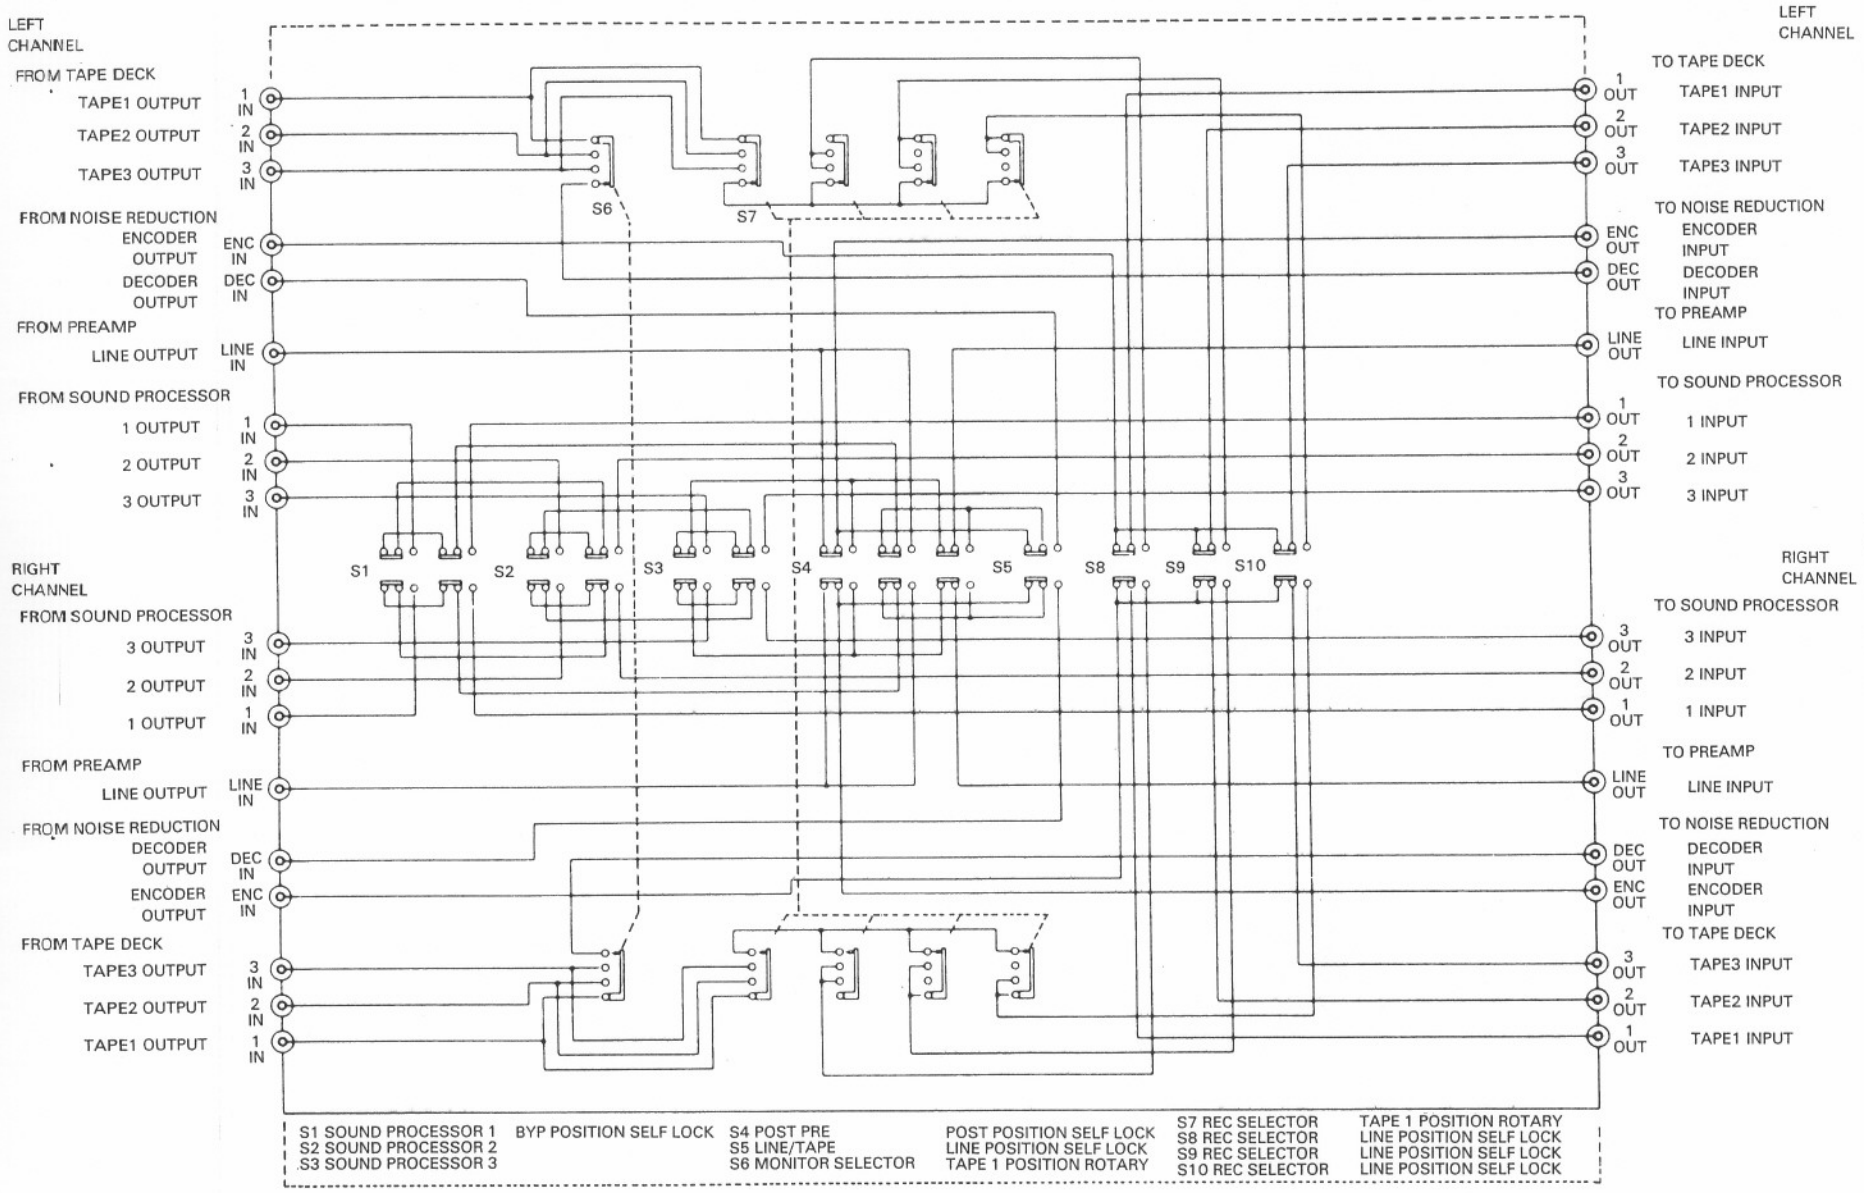 LEFT
CHANNEL
FROM TAPE DECK
TAPE1 OUTPUT 1 IN
TAPE2 OUTPUT 2 IN
TAPE3 OUTPUT 3 IN
FROM NOISE REDUCTION
ENCODER OUTPUT ENC IN
DECODER OUTPUT DEC IN
FROM PREAMP
LINE OUTPUT LINE IN
FROM SOUND PROCESSOR
1 OUTPUT 1 IN
2 OUTPUT 2 IN
3 OUTPUT 3 IN
RIGHT
CHANNEL
FROM SOUND PROCESSOR
3 OUTPUT 3 IN
2 OUTPUT 2 IN
1 OUTPUT 1 IN
FROM PREAMP
LINE OUTPUT LINE IN
FROM NOISE REDUCTION
DECODER OUTPUT DEC IN
ENCODER OUTPUT ENC IN
FROM TAPE DECK
TAPE3 OUTPUT 3 IN
TAPE2 OUTPUT 2 IN
TAPE1 OUTPUT 1 IN
S6
S7
S1
S2
S3
S4
S5
S8
S9
S10
LEFT
CHANNEL
TO TAPE DECK
1 OUT TAPE1 INPUT
2 OUT TAPE2 INPUT
3 OUT TAPE3 INPUT
TO NOISE REDUCTION
ENC OUT ENCODER INPUT
DEC OUT DECODER INPUT
TO PREAMP
LINE OUT LINE INPUT
TO SOUND PROCESSOR
1 OUT 1 INPUT
2 OUT 2 INPUT
3 OUT 3 INPUT
RIGHT
CHANNEL
TO SOUND PROCESSOR
3 OUT 3 INPUT
2 OUT 2 INPUT
1 OUT 1 INPUT
TO PREAMP
LINE OUT LINE INPUT
TO NOISE REDUCTION
DEC OUT DECODER INPUT
ENC OUT ENCODER INPUT
TO TAPE DECK
3 OUT TAPE3 INPUT
2 OUT TAPE2 INPUT
1 OUT TAPE1 INPUT
S1 SOUND PROCESSOR 1 BYP POSITION SELF LOCK
S2 SOUND PROCESSOR 2
S3 SOUND PROCESSOR 3
S4 POST PRE POST POSITION SELF LOCK
S5 LINE/TAPE LINE POSITION SELF LOCK
S6 MONITOR SELECTOR TAPE 1 POSITION ROTARY
S7 REC SELECTOR TAPE 1 POSITION ROTARY
S8 REC SELECTOR LINE POSITION SELF LOCK
S9 REC SELECTOR LINE POSITION SELF LOCK
S10 REC SELECTOR LINE POSITION SELF LOCK